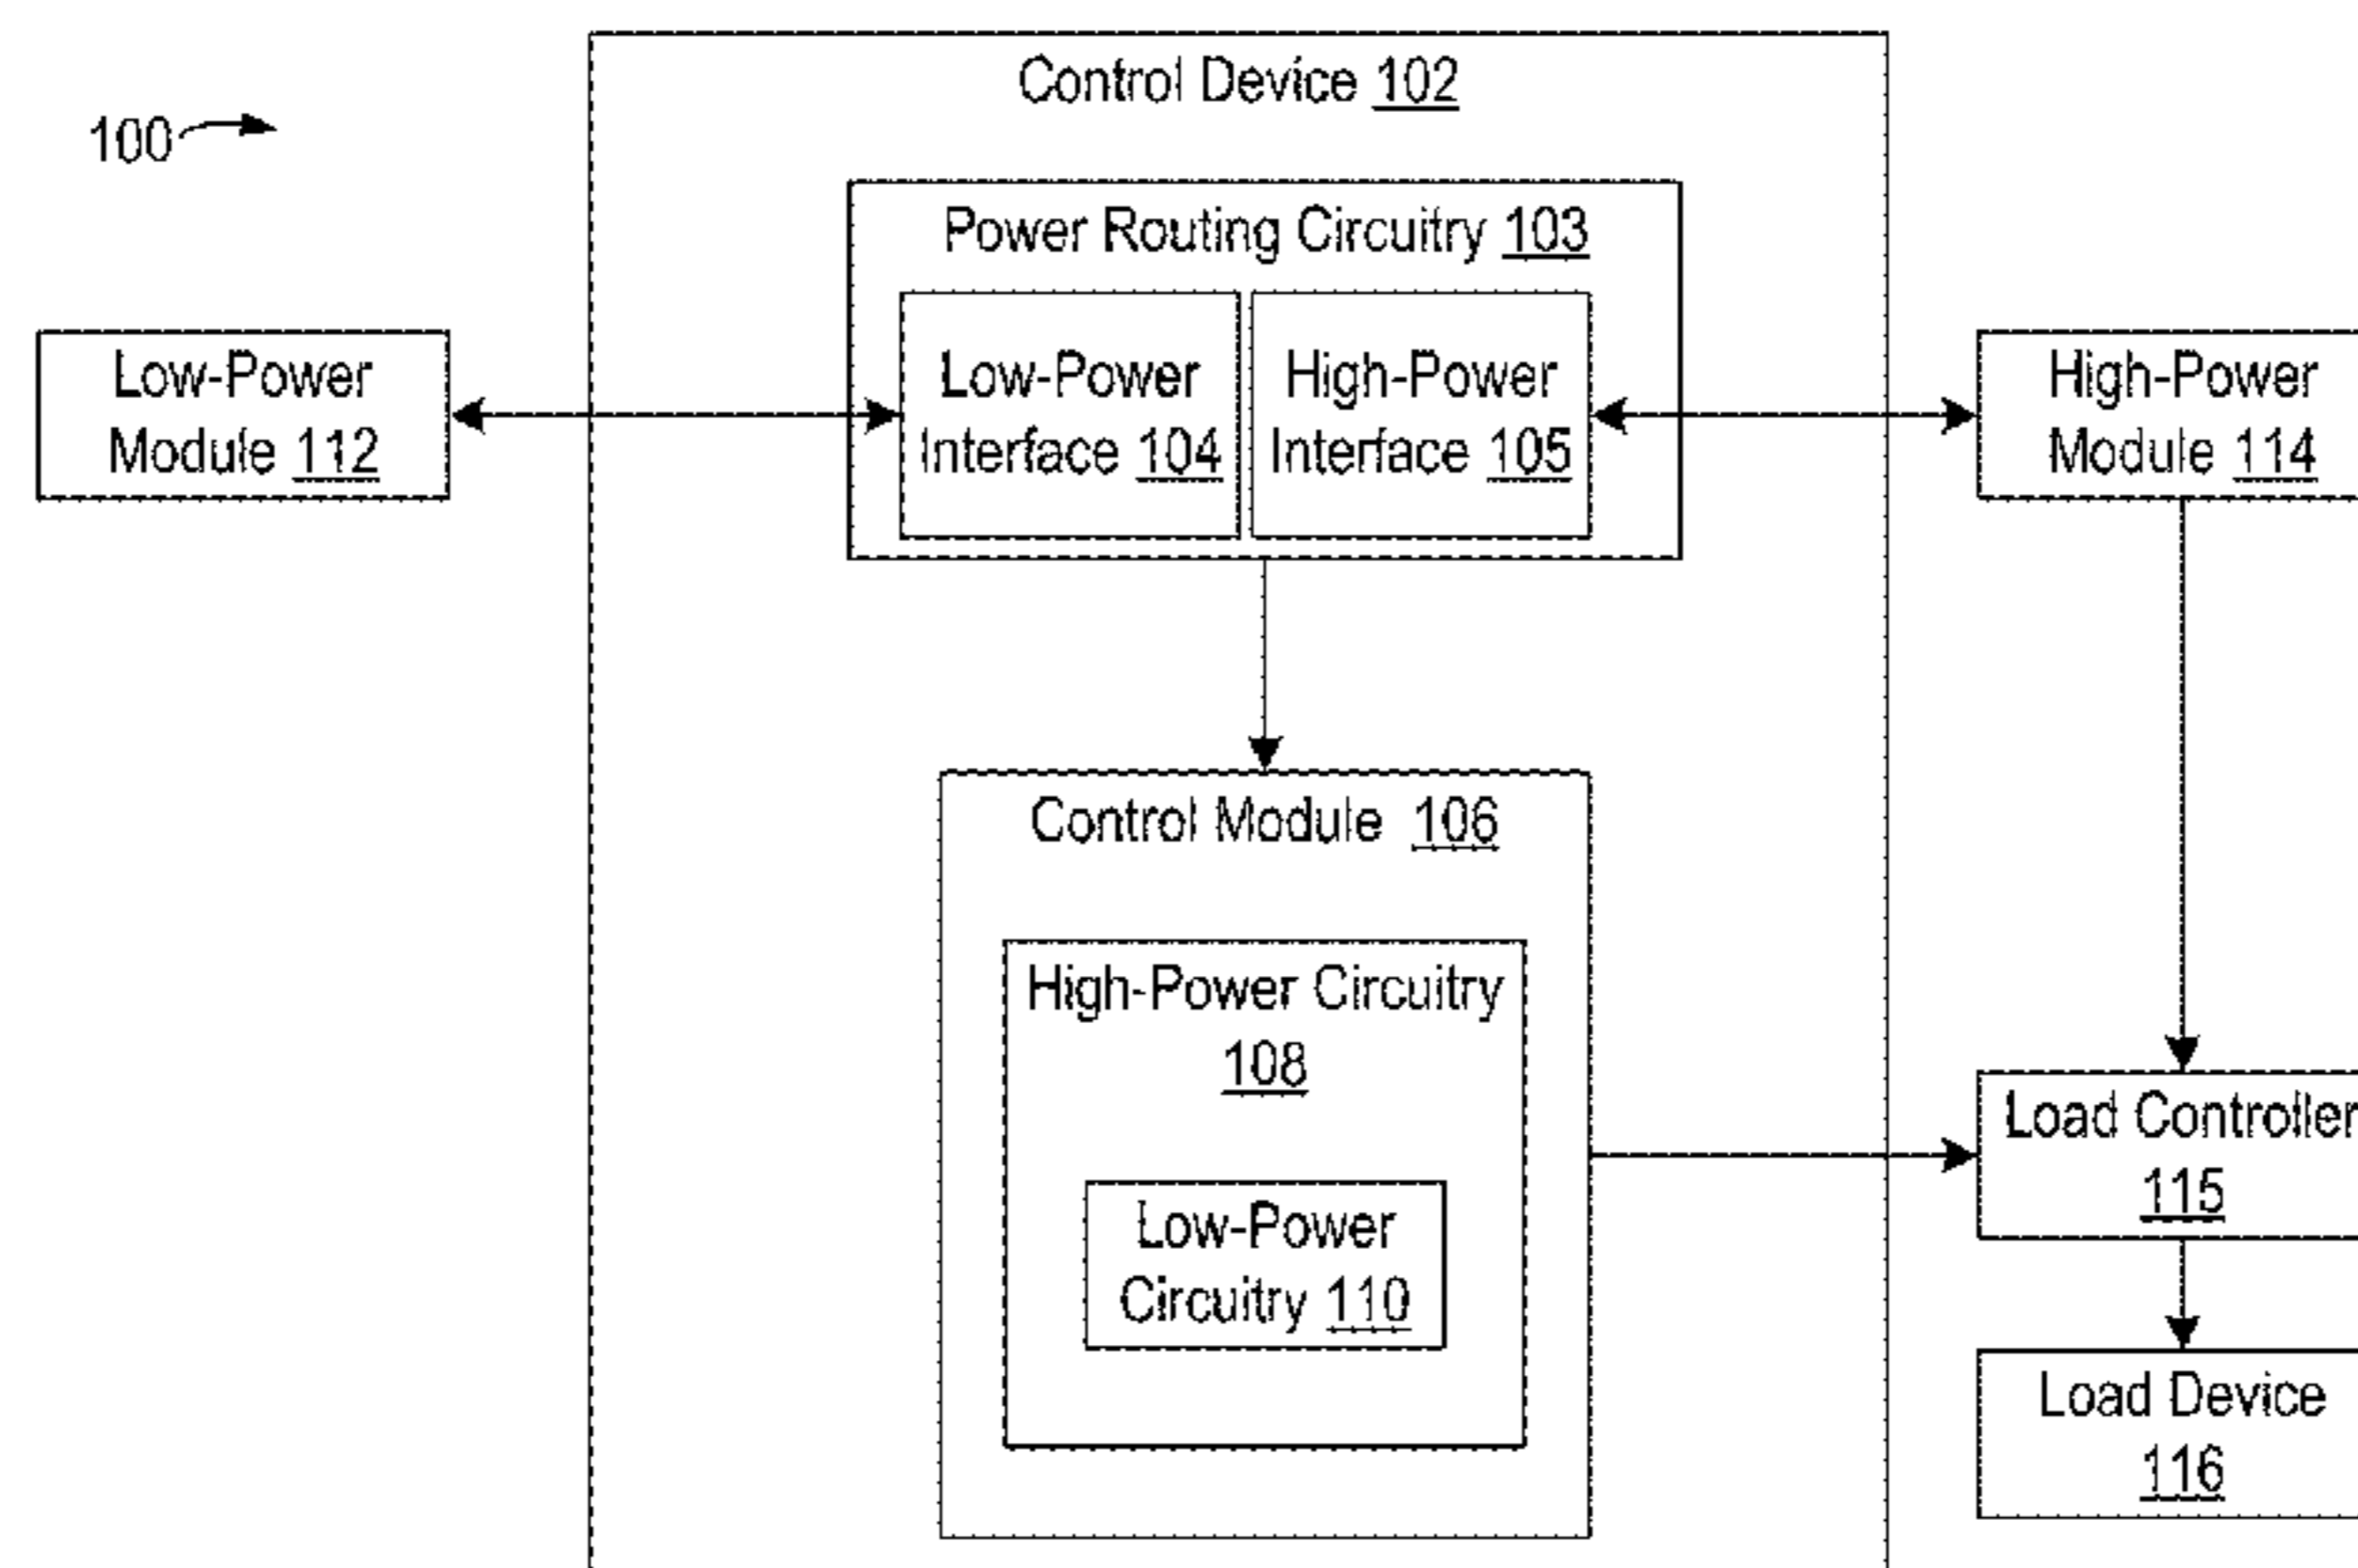 Control Device 102
100
Power Routing Circuitry 103
Low-Power
Module 112
Low-Power
Interface 104
High-Power
Interface 105
High-Power
Module 114
Control Module 106
High-Power Circuitry
108
Low-Power
Circuitry 110
Load Controller
115
Load Device
116